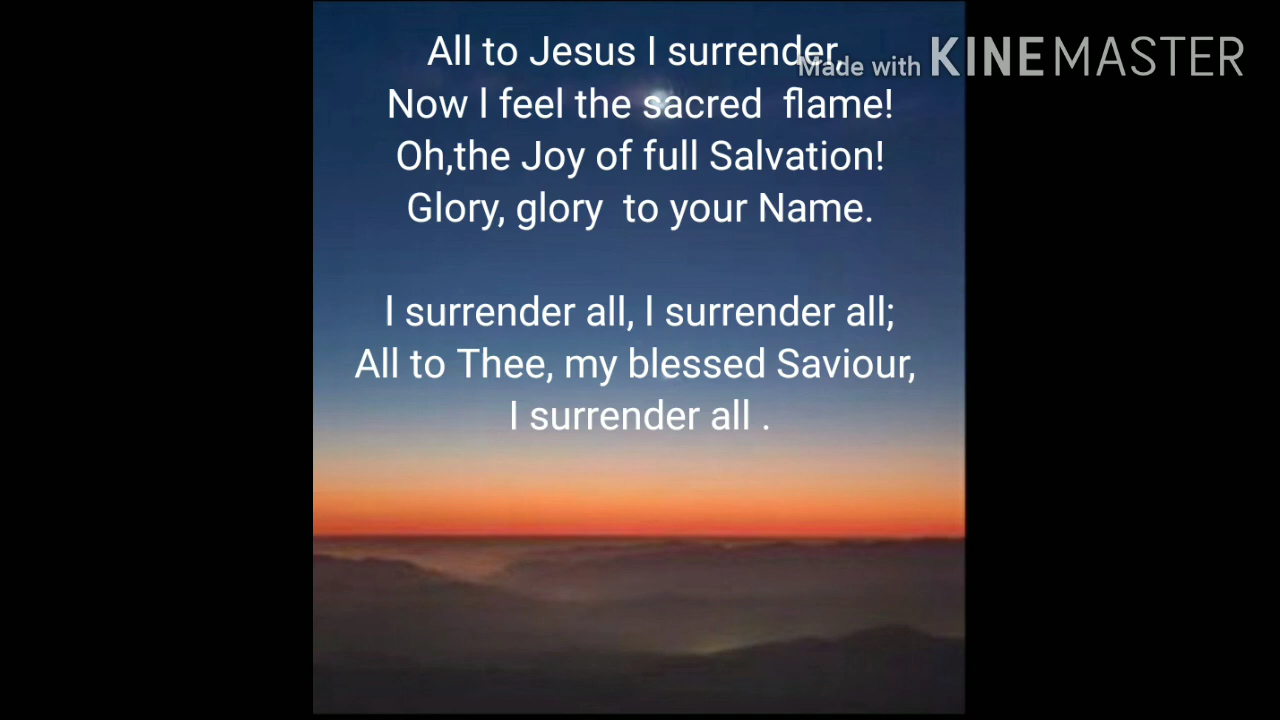 All to Jesus I surrender,
Made with KINEMASTER
Now l feel the sacred  flame!
Oh,the Joy of full Salvation!
Glory, glory  to your Name.
l surrender all, l surrender all;
All to Thee, my blessed Saviour,
I surrender all .